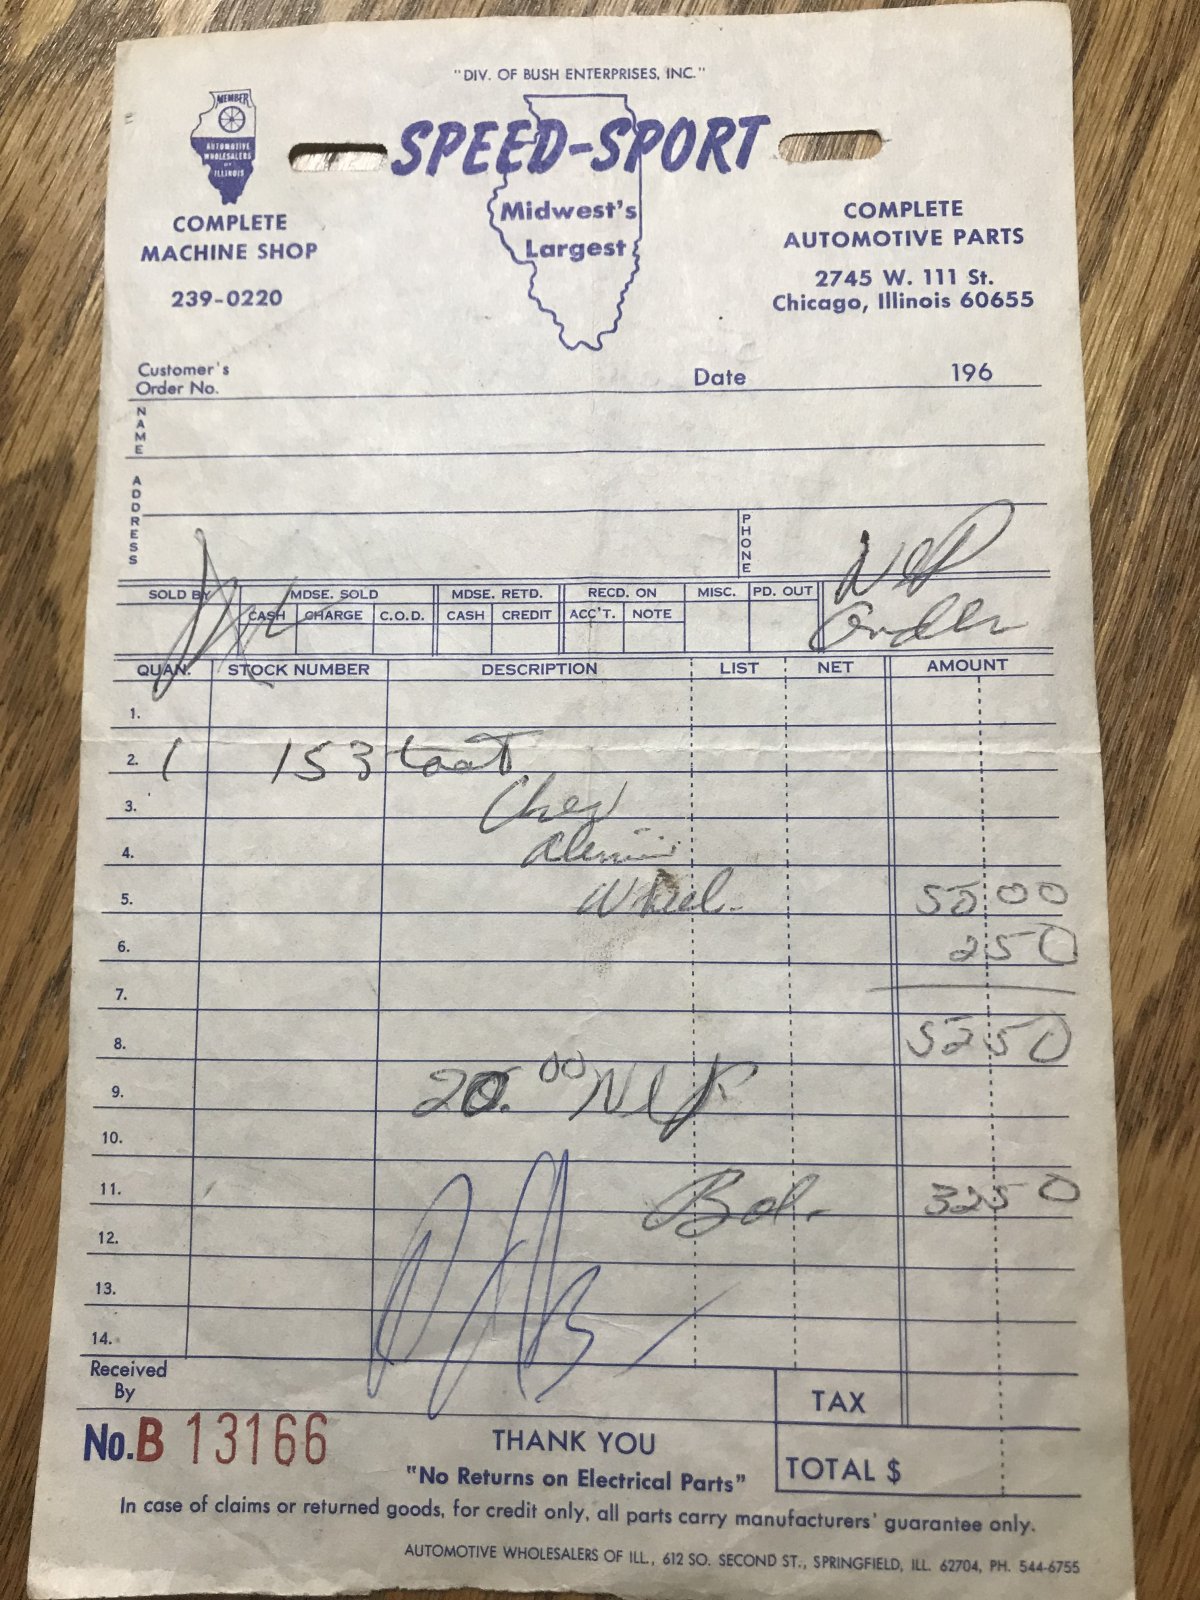 "DIV. OF BUSH ENTERPRISES, INC."
MEMBER
AUTOMOTIVE
WHOLESALERS
OF
ILLINOIS
SPEED-SPORT
Midwest's
Largest
COMPLETE
MACHINE SHOP
239-0220
COMPLETE
AUTOMOTIVE PARTS
2745 W. 111 St.
Chicago, Illinois 60655
Customer's
Order No.
Date 196
NAME
ADDRESS
PHONE
SOLD BY MDSE. SOLD MDSE. RETD. RECD. ON MISC. PD. OUT
CASH CHARGE C.O.D. CASH CREDIT ACC'T. NOTE
Order
QUAN. STOCK NUMBER DESCRIPTION LIST NET AMOUNT
1.
2. 1 153
3. Chev
4.
5. Wheel. 50 00
6. 2 50
7.
8. 52 50
9. 20.00
10.
11. Bal. 32 50
12.
13.
14.
Received
By
TAX
TOTAL $
No. B 13166
THANK YOU
"No Returns on Electrical Parts"
In case of claims or returned goods, for credit only, all parts carry manufacturers' guarantee only.
AUTOMOTIVE WHOLESALERS OF ILL., 612 SO. SECOND ST., SPRINGFIELD, ILL. 62704, PH. 544-6755